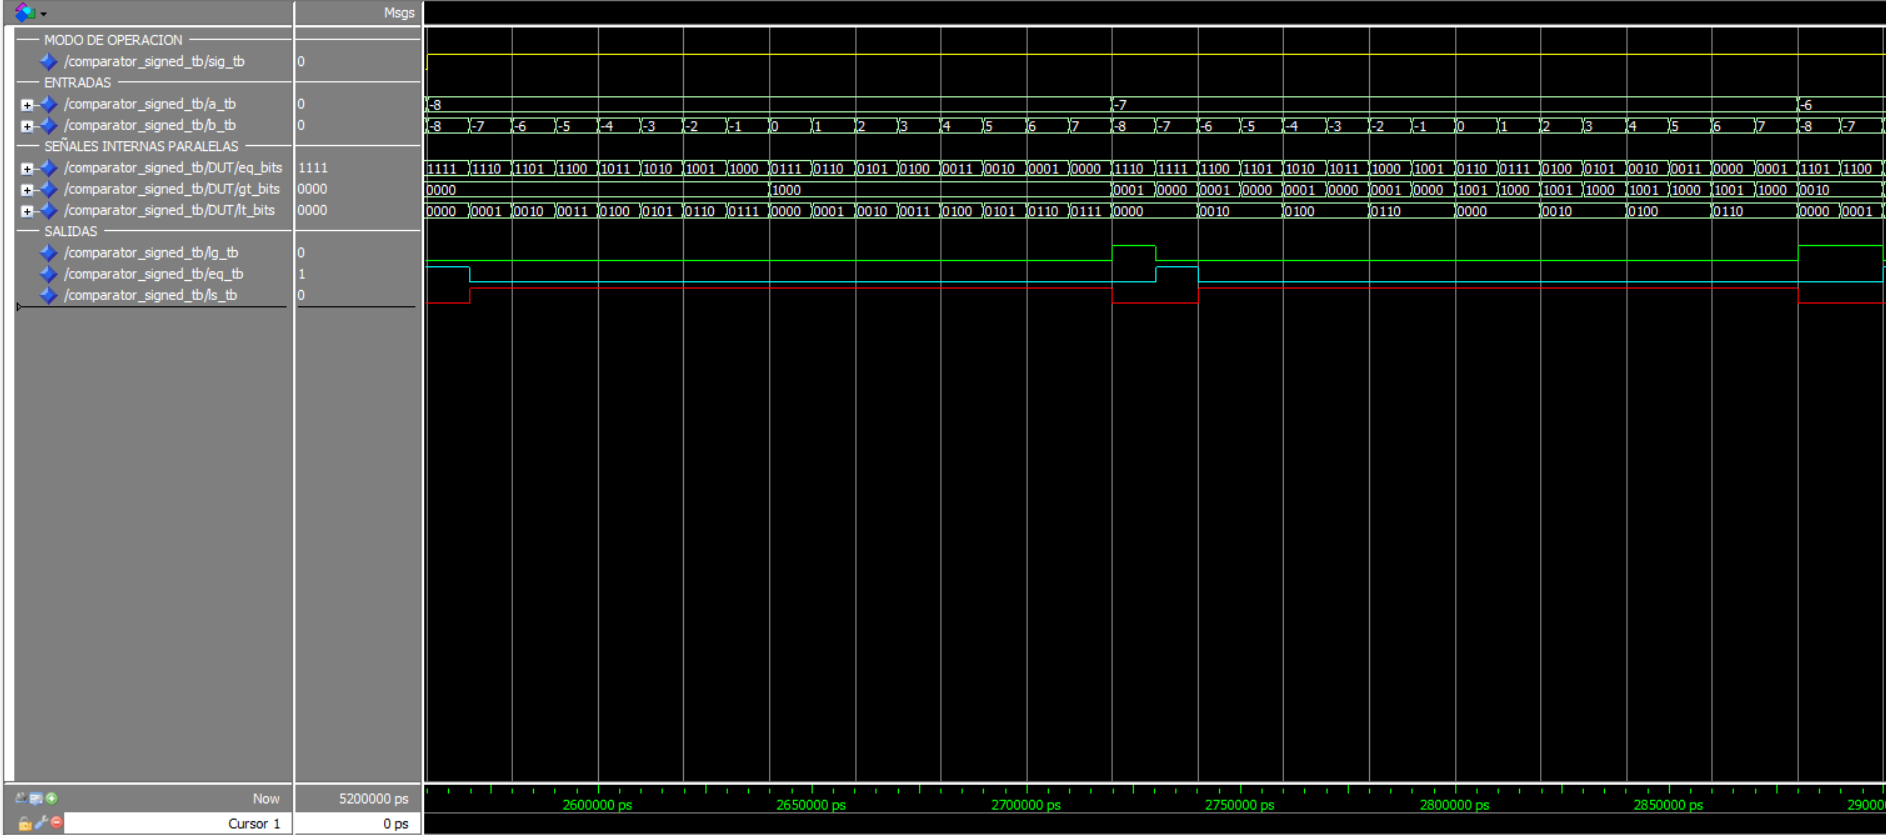 Msgs
MODO DE OPERACION
/comparator_signed_tb/sig_tb 0
ENTRADAS
/comparator_signed_tb/a_tb 0 -8 -7 -6
/comparator_signed_tb/b_tb 0 -8 -7 -6 -5 -4 -3 -2 -1 0 1 2 3 4 5 6 7 -8 -7 -6 -5 -4 -3 -2 -1 0 1 2 3 4 5 6 7 -8 -7
SEÑALES INTERNAS PARALELAS
/comparator_signed_tb/DUT/eq_bits 1111 1111 1110 1101 1100 1011 1010 1001 1000 0111 0110 0101 0100 0011 0010 0001 0000 1110 1111 1100 1101 1010 1011 1000 1001 0110 0111 0100 0101 0010 0011 0000 0001 1101 1100
/comparator_signed_tb/DUT/gt_bits 0000 0000 1000 0001 0000 0001 0000 0001 0000 0001 0000 1001 1000 1001 1000 1001 1000 1001 1000 0010
/comparator_signed_tb/DUT/lt_bits 0000 0000 0001 0010 0011 0100 0101 0110 0111 0000 0001 0010 0011 0100 0101 0110 0111 0000 0010 0100 0110 0000 0010 0100 0110 0000 0001
SALIDAS
/comparator_signed_tb/lg_tb 0
/comparator_signed_tb/eq_tb 1
/comparator_signed_tb/ls_tb 0
Now 5200000 ps 2600000 ps 2650000 ps 2700000 ps 2750000 ps 2800000 ps 2850000 ps 29000
Cursor 1 0 ps